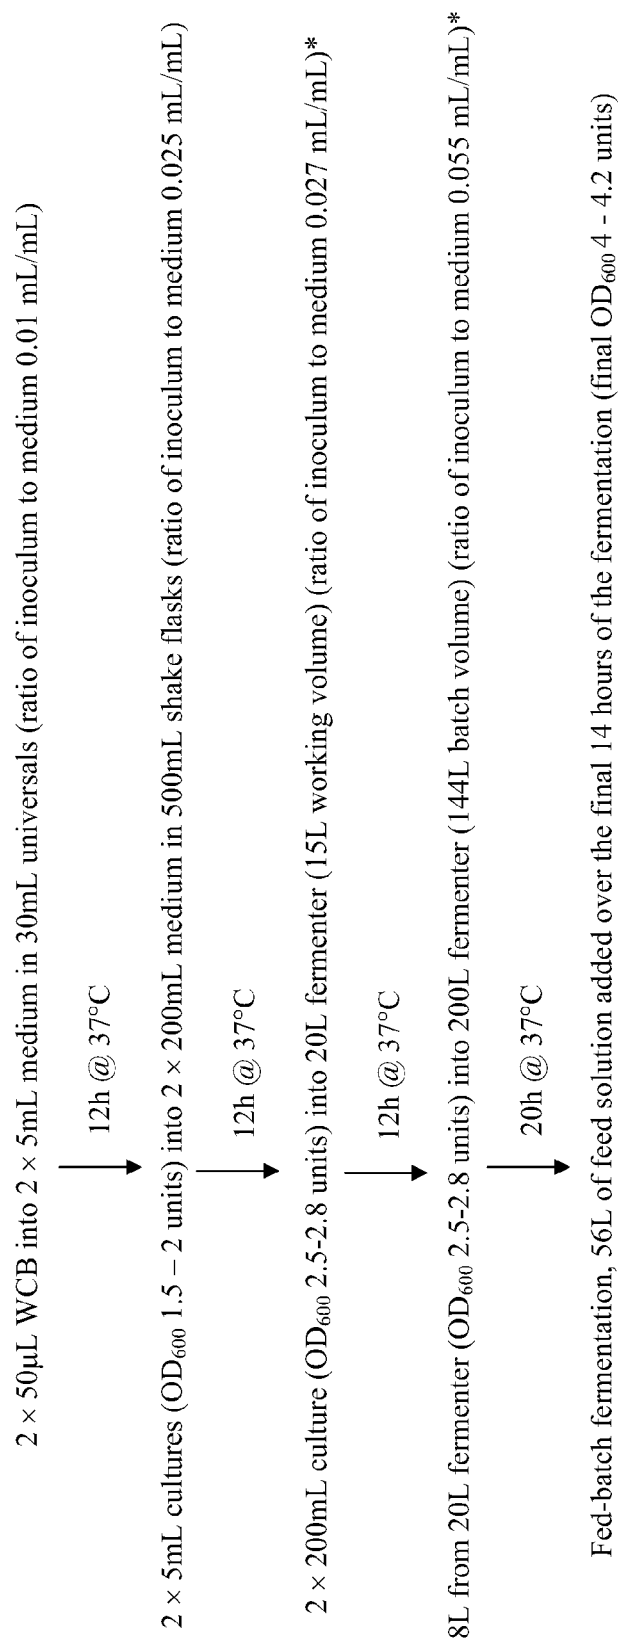 2 × 50µL WCB into 2 × 5mL medium in 30mL universals (ratio of inoculum to medium 0.01 mL/mL)
12h @ 37°C
2 × 5mL cultures (OD600 1.5 – 2 units) into 2 × 200mL medium in 500mL shake flasks (ratio of inoculum to medium 0.025 mL/mL)
12h @ 37°C
2 × 200mL culture (OD600 2.5-2.8 units) into 20L fermenter (15L working volume) (ratio of inoculum to medium 0.027 mL/mL)*
12h @ 37°C
8L from 20L fermenter (OD600 2.5-2.8 units) into 200L fermenter (144L batch volume) (ratio of inoculum to medium 0.055 mL/mL)*
20h @ 37°C
Fed-batch fermentation, 56L of feed solution added over the final 14 hours of the fermentation (final OD600 4 - 4.2 units)